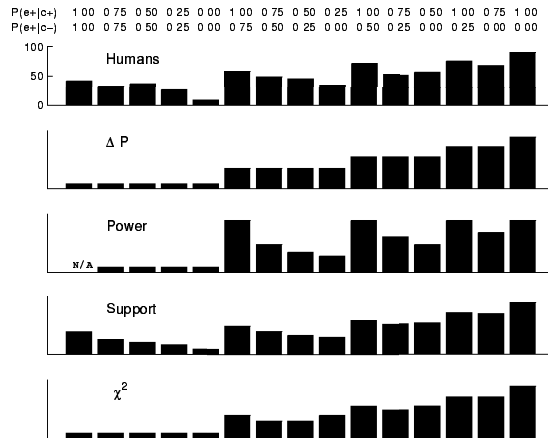 P(e+|c+) 1 00 0 75 0 50 0 25 0 00 1 00 0 75 0 50 0 25 1 00 0 75 0 50 1 00 0 75 1 00
P(e+|c−) 1 00 0 75 0 50 0 25 0 00 0 75 0 50 0 25 0 00 0 50 0 25 0 00 0 25 0 00 0 00
100
Humans
50
0
Δ P
Power
N/A
Support
χ²